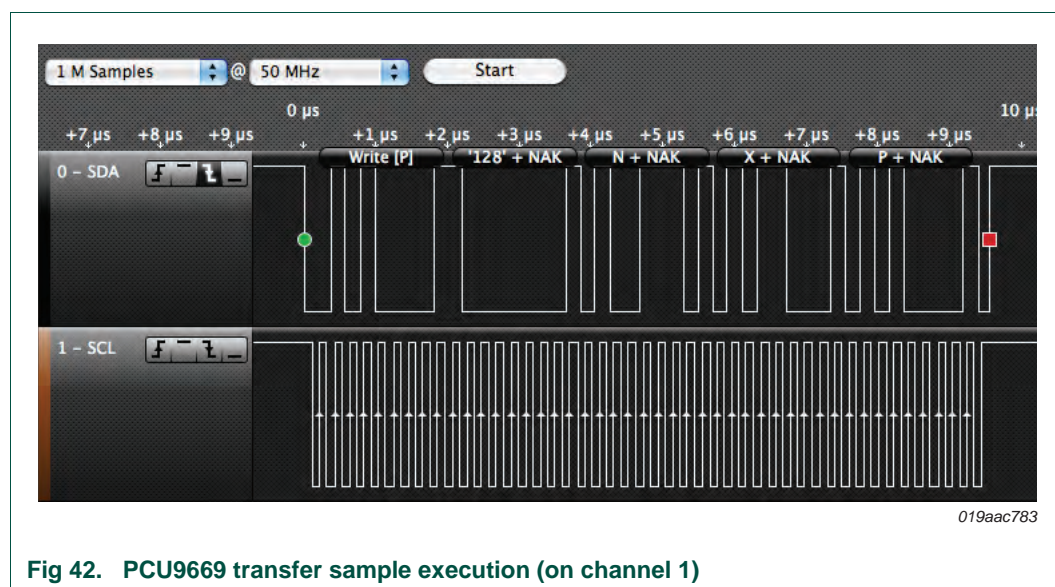 1 M Samples @ 50 MHz Start
0 µs 10 µs
+7 µs +8 µs +9 µs +1 µs +2 µs +3 µs +4 µs +5 µs +6 µs +7 µs +8 µs +9 µs
Write [P] '128' + NAK N + NAK X + NAK P + NAK
0 - SDA
1 - SCL
019aac783
Fig 42. PCU9669 transfer sample execution (on channel 1)